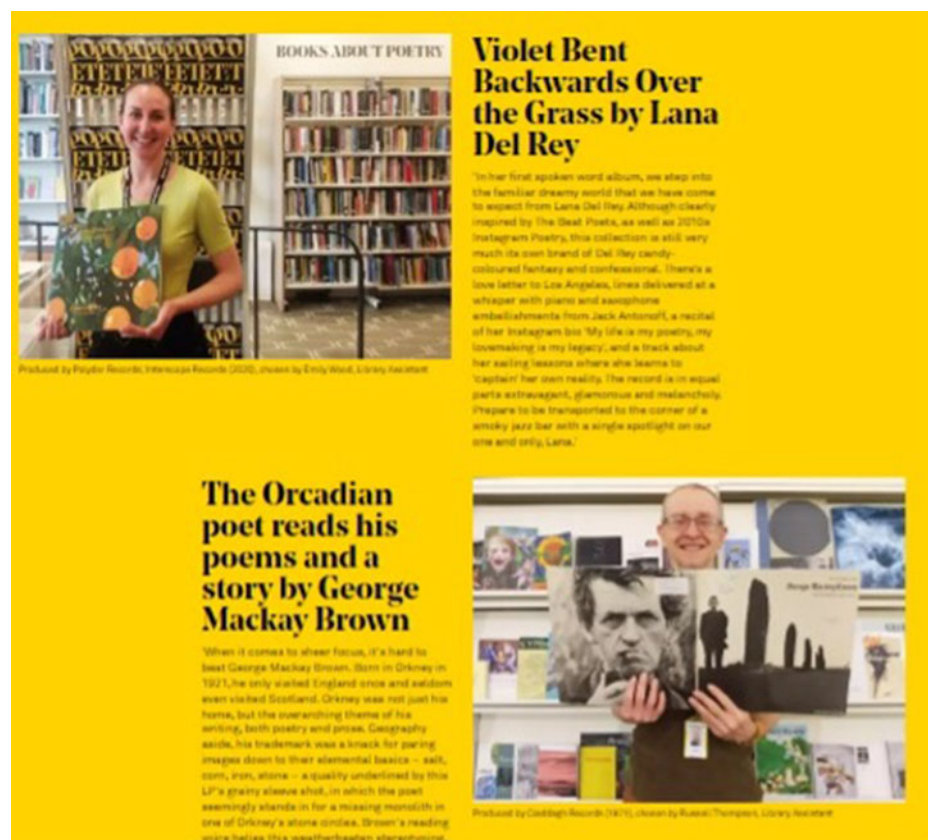 BOOKS ABOUT POETRY
Violet Bent
Backwards Over
the Grass by Lana
Del Rey
'In her first spoken word album, we step into
the familiar dreamy world that we have come
to expect from Lana Del Rey. Although clearly
inspired by The Beat Poets, as well as 2010s
Instagram Poetry, this collection is still very
much its own brand of Del Rey candy-
coloured fantasy and confessional. There's a
love letter to Los Angeles, lines delivered at a
whisper with piano and saxophone
embellishments from Jack Antonoff, a recital
of her Instagram bio 'My life is my poetry, my
lovemaking is my legacy', and a track about
her sailing lessons where she learns to
'captain' her own reality. The record is in equal
parts extravagant, glamorous and melancholy.
Prepare to be transported to the corner of a
smoky jazz bar with a single spotlight on our
one and only, Lana.'
Produced by Polydor Records, Interscope Records (2020), chosen by Emily Wood, Library Assistant
The Orcadian
poet reads his
poems and a
story by George
Mackay Brown
'When it comes to sheer focus, it's hard to
beat George Mackay Brown. Born in Orkney in
1921, he only visited England once and seldom
even visited Scotland. Orkney was not just his
home, but the overarching theme of his
writing, both poetry and prose. Geography
aside, his trademark was a knack for paring
images down to their elemental basics – salt,
corn, iron, stone – a quality underlined by this
LP's grainy sleeve shot, in which the poet
seemingly stands in for a missing monolith in
one of Orkney's stone circles. Brown's reading
voice belies this weatherbeaten stereotyping,
George Mackay Brown
Produced by Claddagh Records (1971), chosen by Russell Thompson, Library Assistant